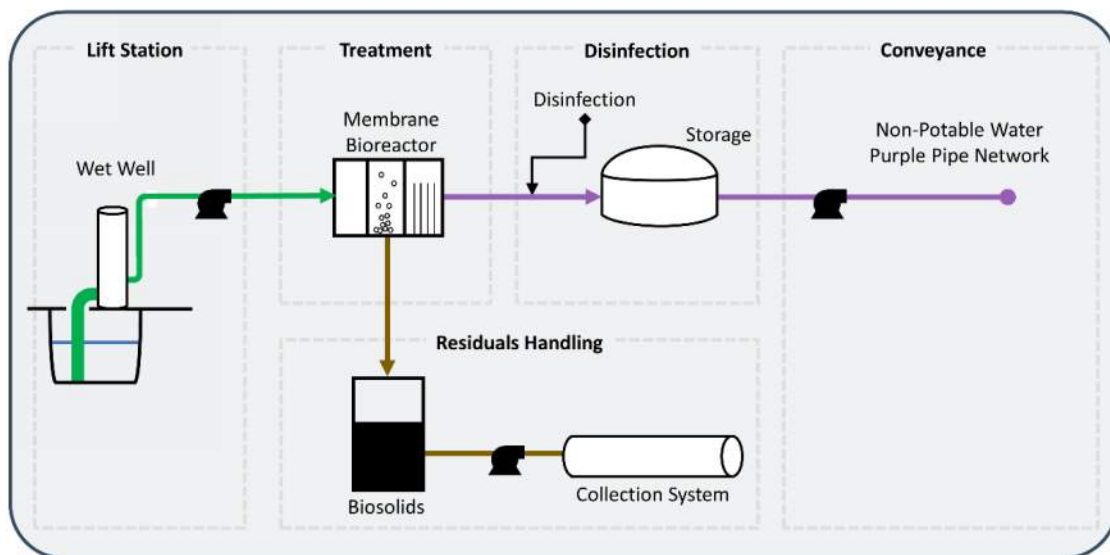 Lift Station
Treatment
Disinfection
Conveyance
Wet Well
Membrane
Bioreactor
Disinfection
Storage
Non-Potable Water
Purple Pipe Network
Residuals Handling
Biosolids
Collection System